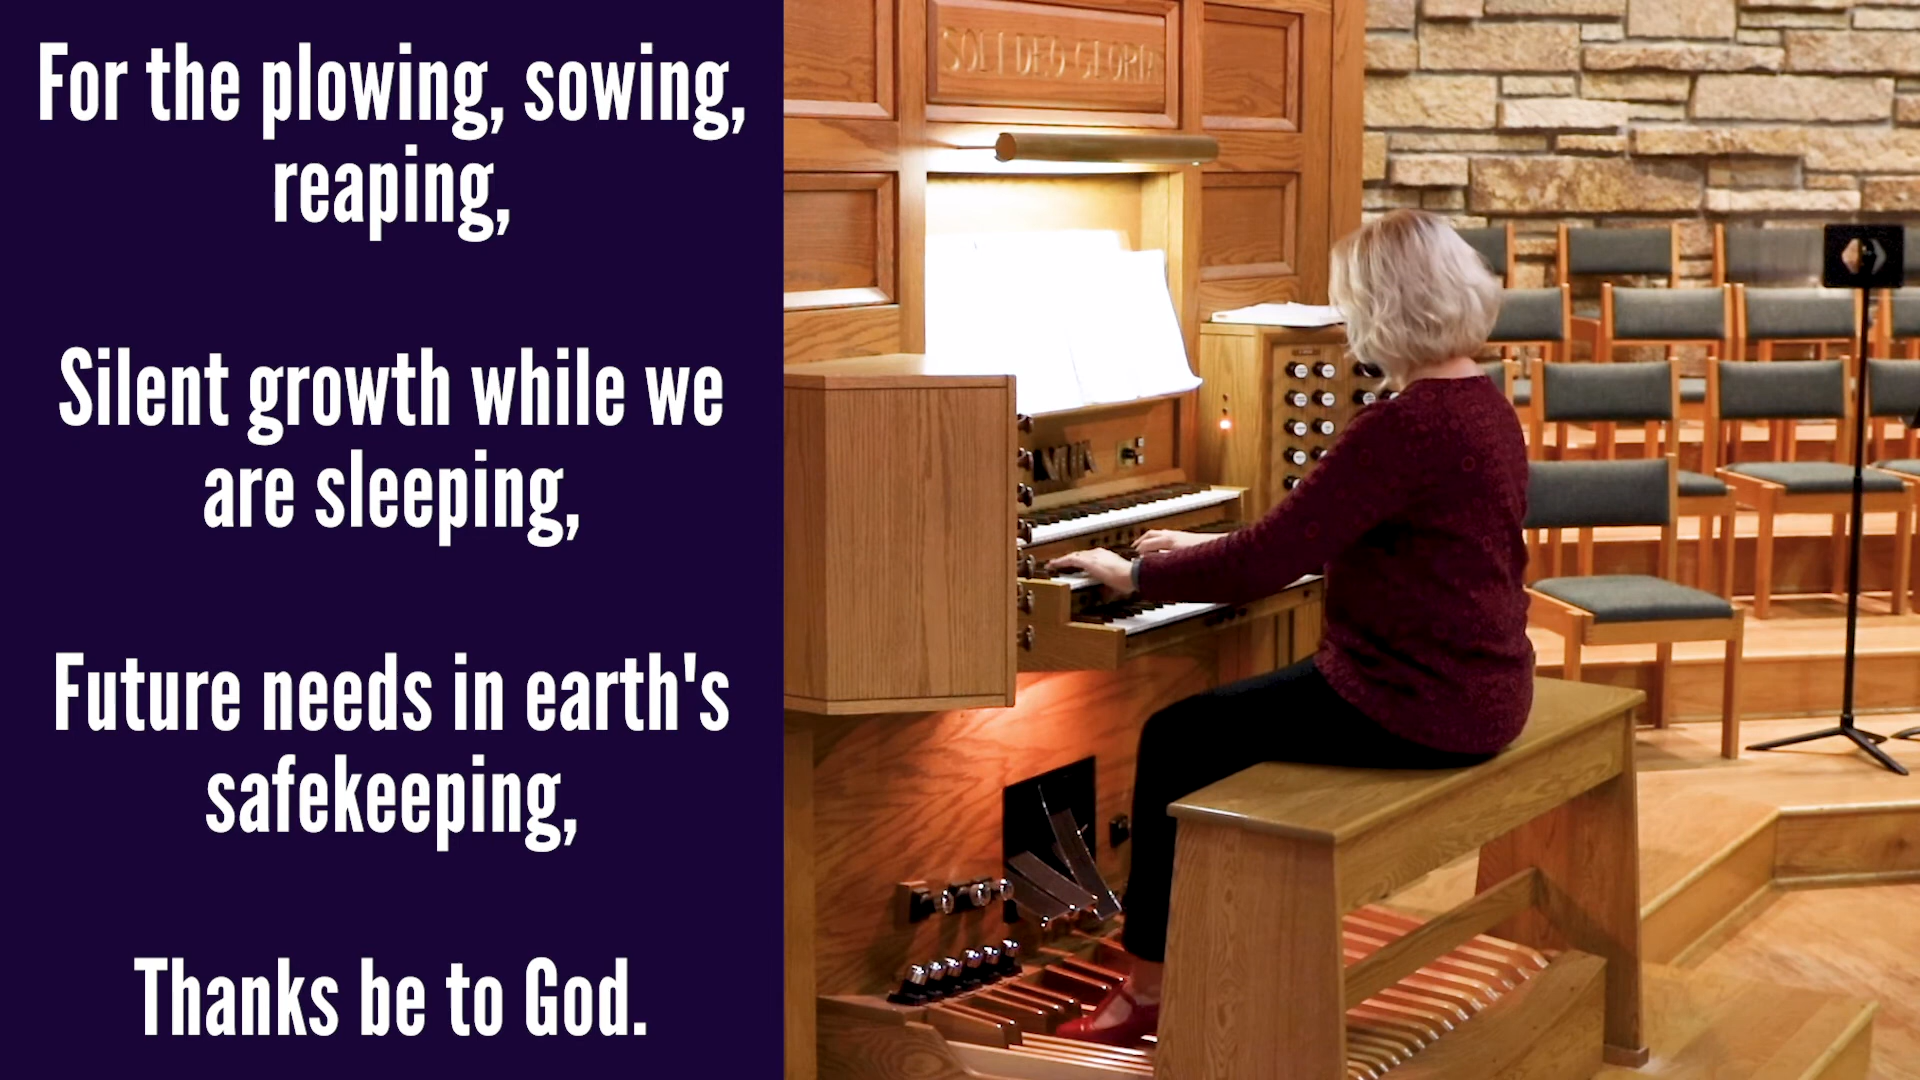 For the plowing, sowing,
reaping,
Silent growth while we
are sleeping,
Future needs in earth's
safekeeping,
Thanks be to God.
SOLI DEO GLORIA